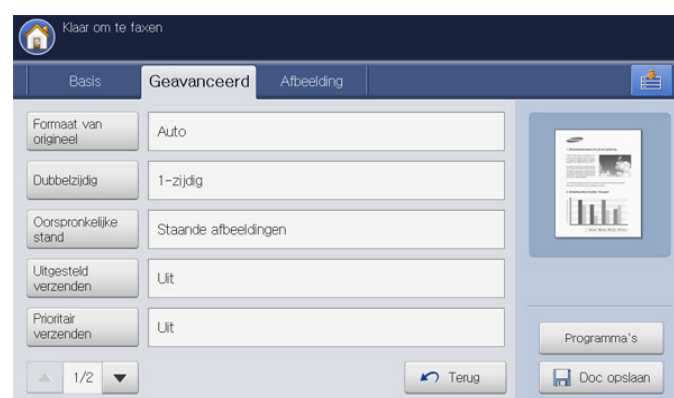 Klaar om te faxen
Basis
Geavanceerd
Afbeelding
Formaat van
origineel
Auto
Dubbelzijdig
1-zijdig
Oorspronkelijke
stand
Staande afbeeldingen
Uitgesteld
verzenden
Uit
Prioritair
verzenden
Uit
1/2
Terug
Programma's
Doc opslaan